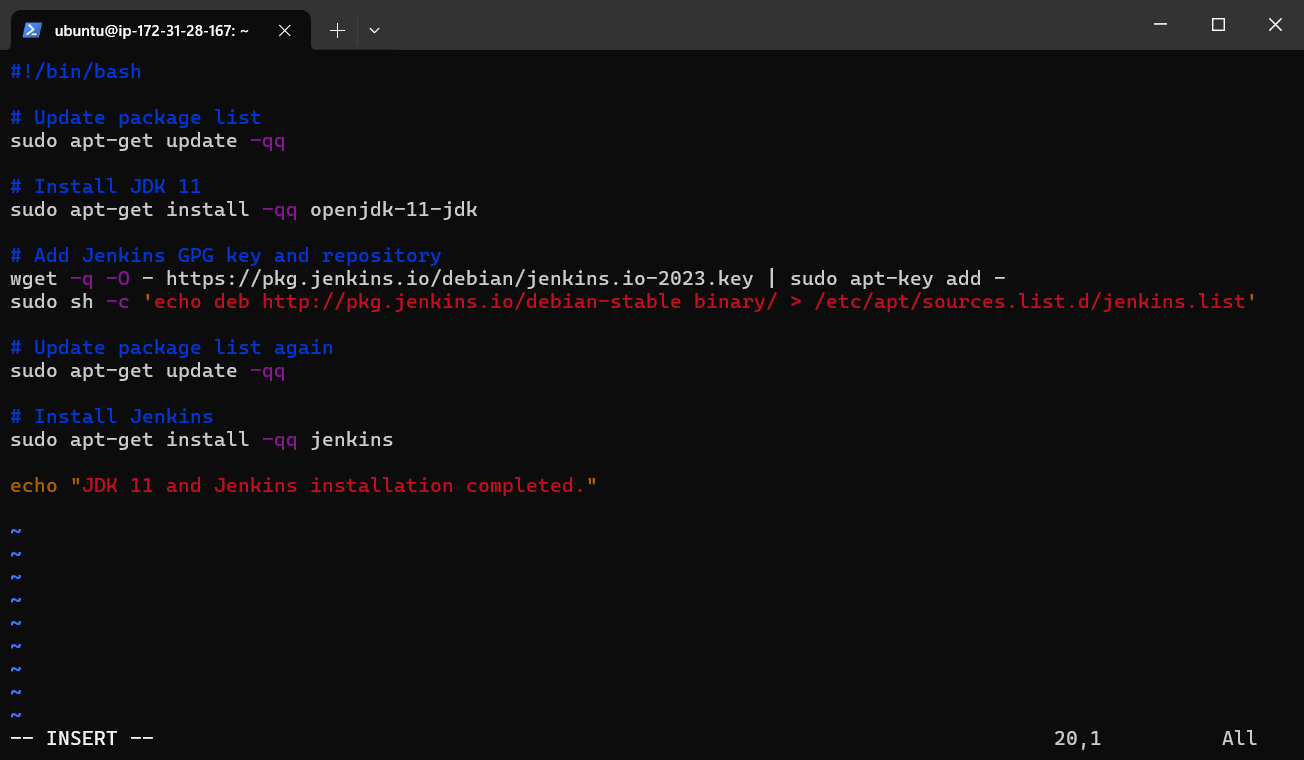 ubuntu@ip-172-31-28-167: ~
#!/bin/bash
# Update package list
sudo apt-get update -qq
# Install JDK 11
sudo apt-get install -qq openjdk-11-jdk
# Add Jenkins GPG key and repository
wget -q -O - https://pkg.jenkins.io/debian/jenkins.io-2023.key | sudo apt-key add -
sudo sh -c 'echo deb http://pkg.jenkins.io/debian-stable binary/ > /etc/apt/sources.list.d/jenkins.list'
# Update package list again
sudo apt-get update -qq
# Install Jenkins
sudo apt-get install -qq jenkins
echo "JDK 11 and Jenkins installation completed."
~
~
~
~
~
~
~
~
~
-- INSERT -- 20,1 All